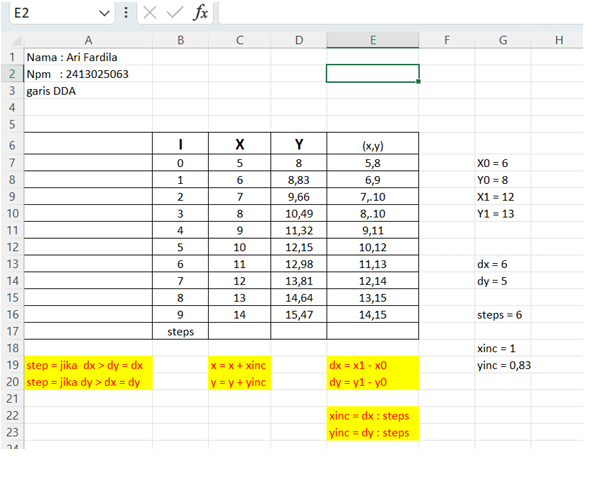 E2 fx
A B C D E F G H
1 Nama : Ari Fardila
2 Npm : 2413025063
3 garis DDA
4
5
6 I X Y (x,y)
7 0 5 8 5,8 X0 = 6
8 1 6 8,83 6,9 Y0 = 8
9 2 7 9,66 7,.10 X1 = 12
10 3 8 10,49 8,.10 Y1 = 13
11 4 9 11,32 9,11
12 5 10 12,15 10,12
13 6 11 12,98 11,13 dx = 6
14 7 12 13,81 12,14 dy = 5
15 8 13 14,64 13,15
16 9 14 15,47 14,15 steps = 6
17 steps
18 xinc = 1
19 step = jika dx > dy = dx x = x + xinc dx = x1 - x0 yinc = 0,83
20 step = jika dy > dx = dy y = y + yinc dy = y1 - y0
21
22 xinc = dx : steps
23 yinc = dy : steps
24